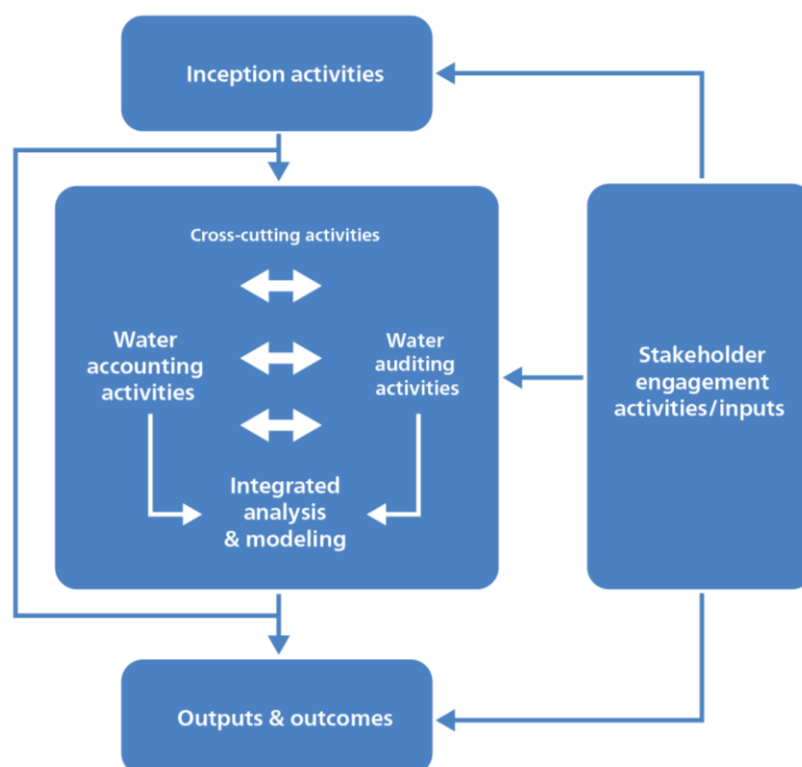 Inception activities
Cross-cutting activities
Water
accounting
activities
Water
auditing
activities
Integrated
analysis
& modeling
Stakeholder
engagement
activities/inputs
Outputs & outcomes